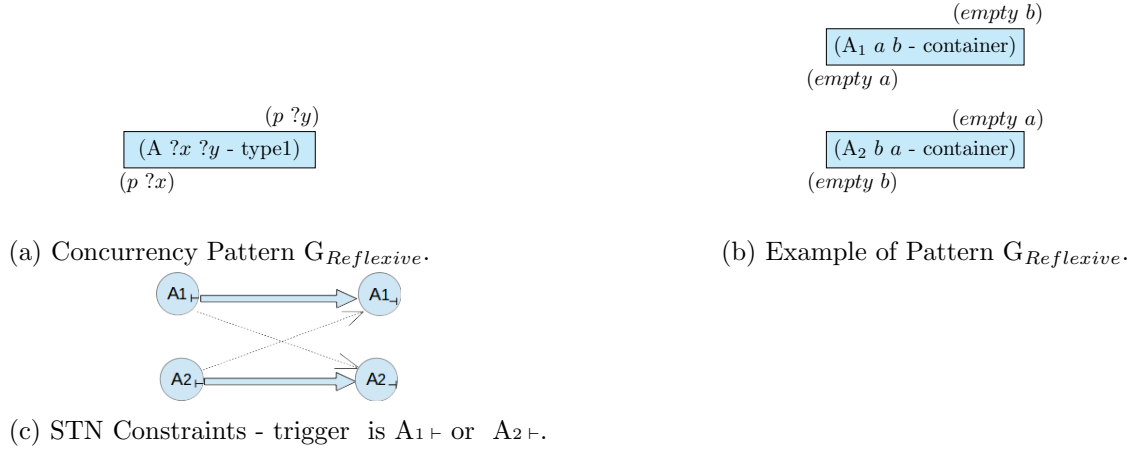 (empty b)
(A₁ a b - container)
(empty a)
(p ?y)
(A ?x ?y - type1)
(p ?x)
(empty a)
(A₂ b a - container)
(empty b)
(a) Concurrency Pattern G_Reflexive.
(b) Example of Pattern G_Reflexive.
A1⊢
A1⊣
A2⊢
A2⊣
(c) STN Constraints - trigger is A₁⊢ or A₂⊢.